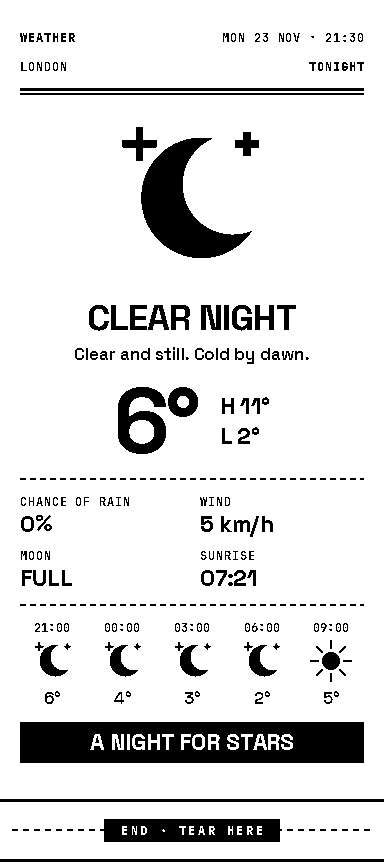 WEATHER MON 23 NOV · 21:30
LONDON TONIGHT
CLEAR NIGHT
Clear and still. Cold by dawn.
6° H 11°
L 2°
CHANCE OF RAIN WIND
0% 5 km/h
MOON SUNRISE
FULL 07:21
21:00 00:00 03:00 06:00 09:00
6° 4° 3° 2° 5°
A NIGHT FOR STARS
END · TEAR HERE